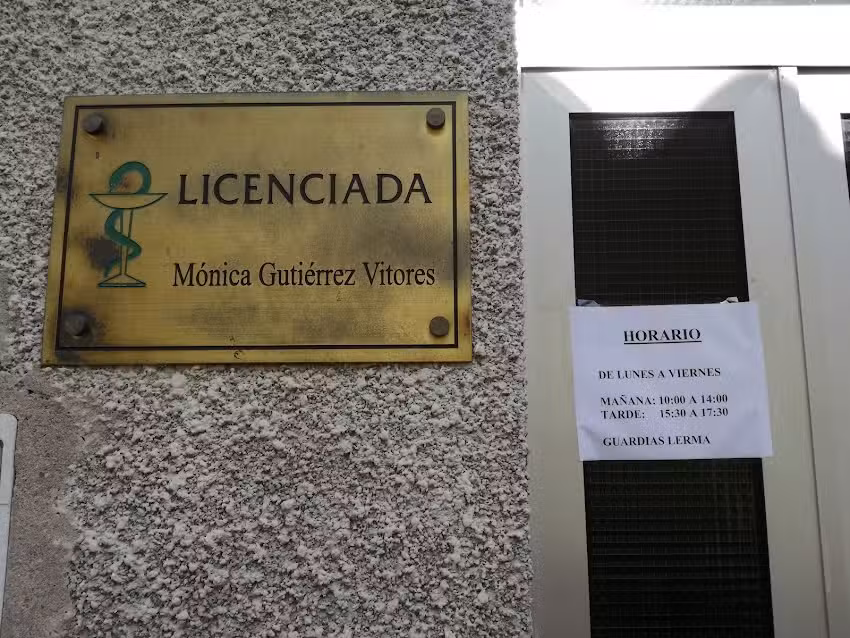 LICENCIADA
Mónica Gutiérrez Vitores
HORARIO
DE LUNES A VIERNES
MAÑANA: 10:00 A 14:00
TARDE: 15:30 A 17:30
GUARDIAS LERMA